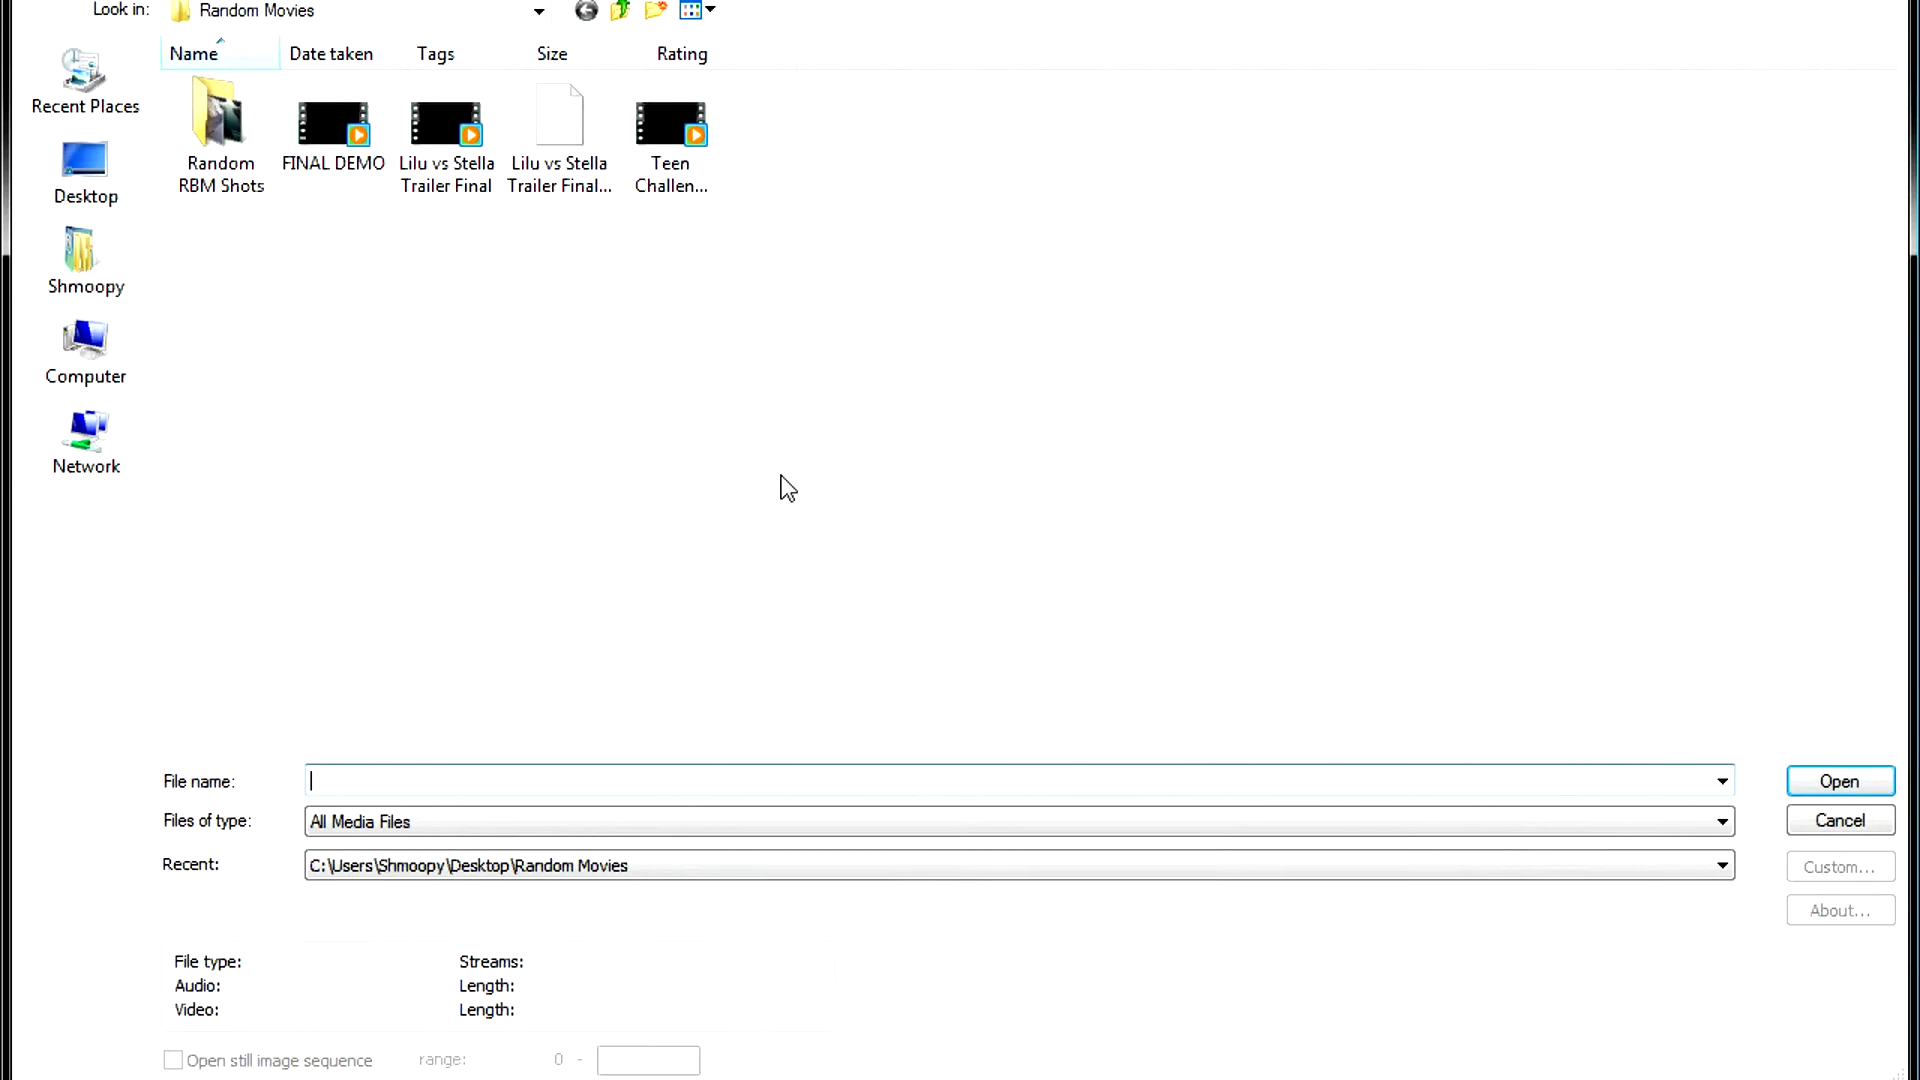 Look in: Random Movies
Name Date taken Tags Size Rating
Recent Places
Desktop
Shmoopy
Computer
Network
Random
RBM Shots
FINAL DEMO
Lilu vs Stella
Trailer Final
Lilu vs Stella
Trailer Final...
Teen
Challen...
File name:
Open
Files of type: All Media Files
Cancel
Recent: C:\Users\Shmoopy\Desktop\Random Movies
Custom...
About...
File type: Streams:
Audio: Length:
Video: Length:
Open still image sequence range: 0 -